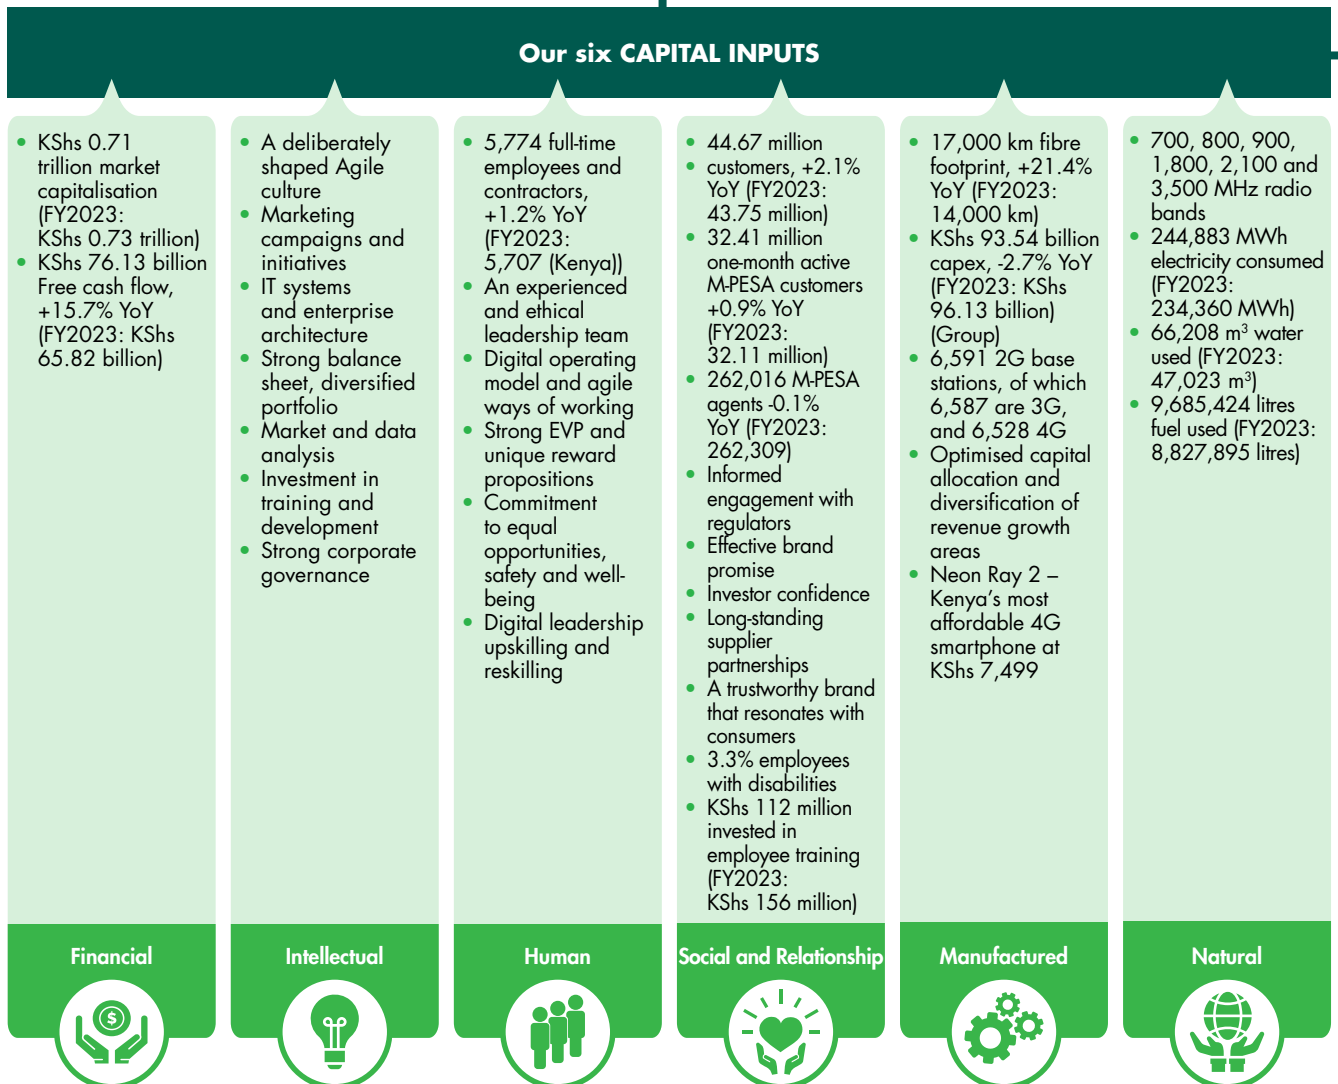 Our six CAPITAL INPUTS
• KShs 0.71
trillion market
capitalisation
(FY2023:
KShs 0.73 trillion)
• KShs 76.13 billion
Free cash flow,
+15.7% YoY
(FY2023: KShs
65.82 billion)
Financial
• A deliberately
shaped Agile
culture
• Marketing
campaigns and
initiatives
• IT systems
and enterprise
architecture
• Strong balance
sheet, diversified
portfolio
• Market and data
analysis
• Investment in
training and
development
• Strong corporate
governance
Intellectual
• 5,774 full-time
employees and
contractors,
+1.2% YoY
(FY2023:
5,707 (Kenya))
• An experienced
and ethical
leadership team
• Digital operating
model and agile
ways of working
• Strong EVP and
unique reward
propositions
• Commitment
to equal
opportunities,
safety and well-
being
• Digital leadership
upskilling and
reskilling
Human
• 44.67 million
• customers, +2.1%
YoY (FY2023:
43.75 million)
• 32.41 million
one-month active
M-PESA customers
+0.9% YoY
(FY2023:
32.11 million)
• 262,016 M-PESA
agents -0.1%
YoY (FY2023:
262,309)
• Informed
engagement with
regulators
• Effective brand
promise
• Investor confidence
• Long-standing
supplier
partnerships
• A trustworthy brand
that resonates with
consumers
• 3.3% employees
with disabilities
• KShs 112 million
invested in
employee training
(FY2023:
KShs 156 million)
Social and Relationship
• 17,000 km fibre
footprint, +21.4%
YoY (FY2023:
14,000 km)
• KShs 93.54 billion
capex, -2.7% YoY
(FY2023: KShs
96.13 billion)
(Group)
• 6,591 2G base
stations, of which
6,587 are 3G,
and 6,528 4G
• Optimised capital
allocation and
diversification of
revenue growth
areas
• Neon Ray 2 –
Kenya's most
affordable 4G
smartphone at
KShs 7,499
Manufactured
• 700, 800, 900,
1,800, 2,100 and
3,500 MHz radio
bands
• 244,883 MWh
electricity consumed
(FY2023:
234,360 MWh)
• 66,208 m³ water
used (FY2023:
47,023 m³)
• 9,685,424 litres
fuel used (FY2023:
8,827,895 litres)
Natural